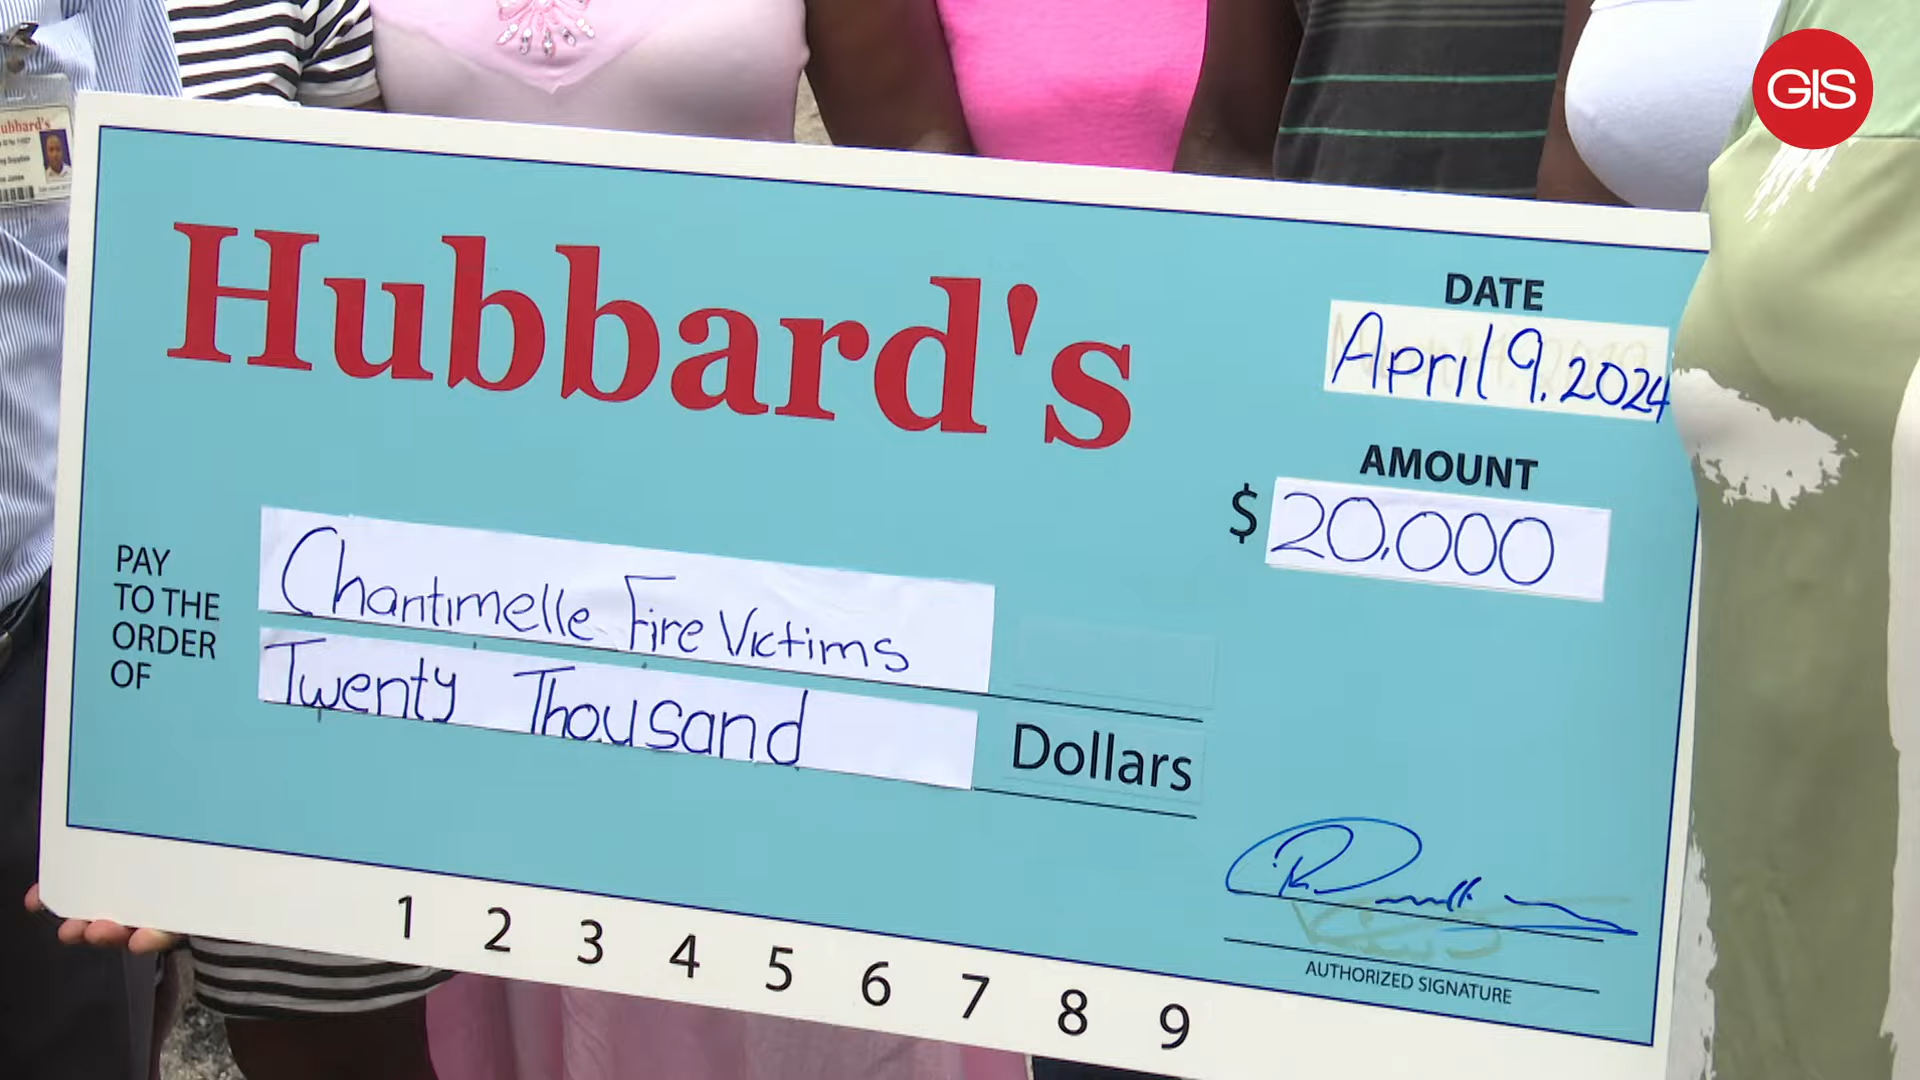 GIS
ubbard's
Hubbard's
DATE
April 9, 2024
AMOUNT
$ 20,000
PAY
TO THE
ORDER
OF
Chantimelle Fire Victims
Twenty Thousand Dollars
AUTHORIZED SIGNATURE
1 2 3 4 5 6 7 8 9